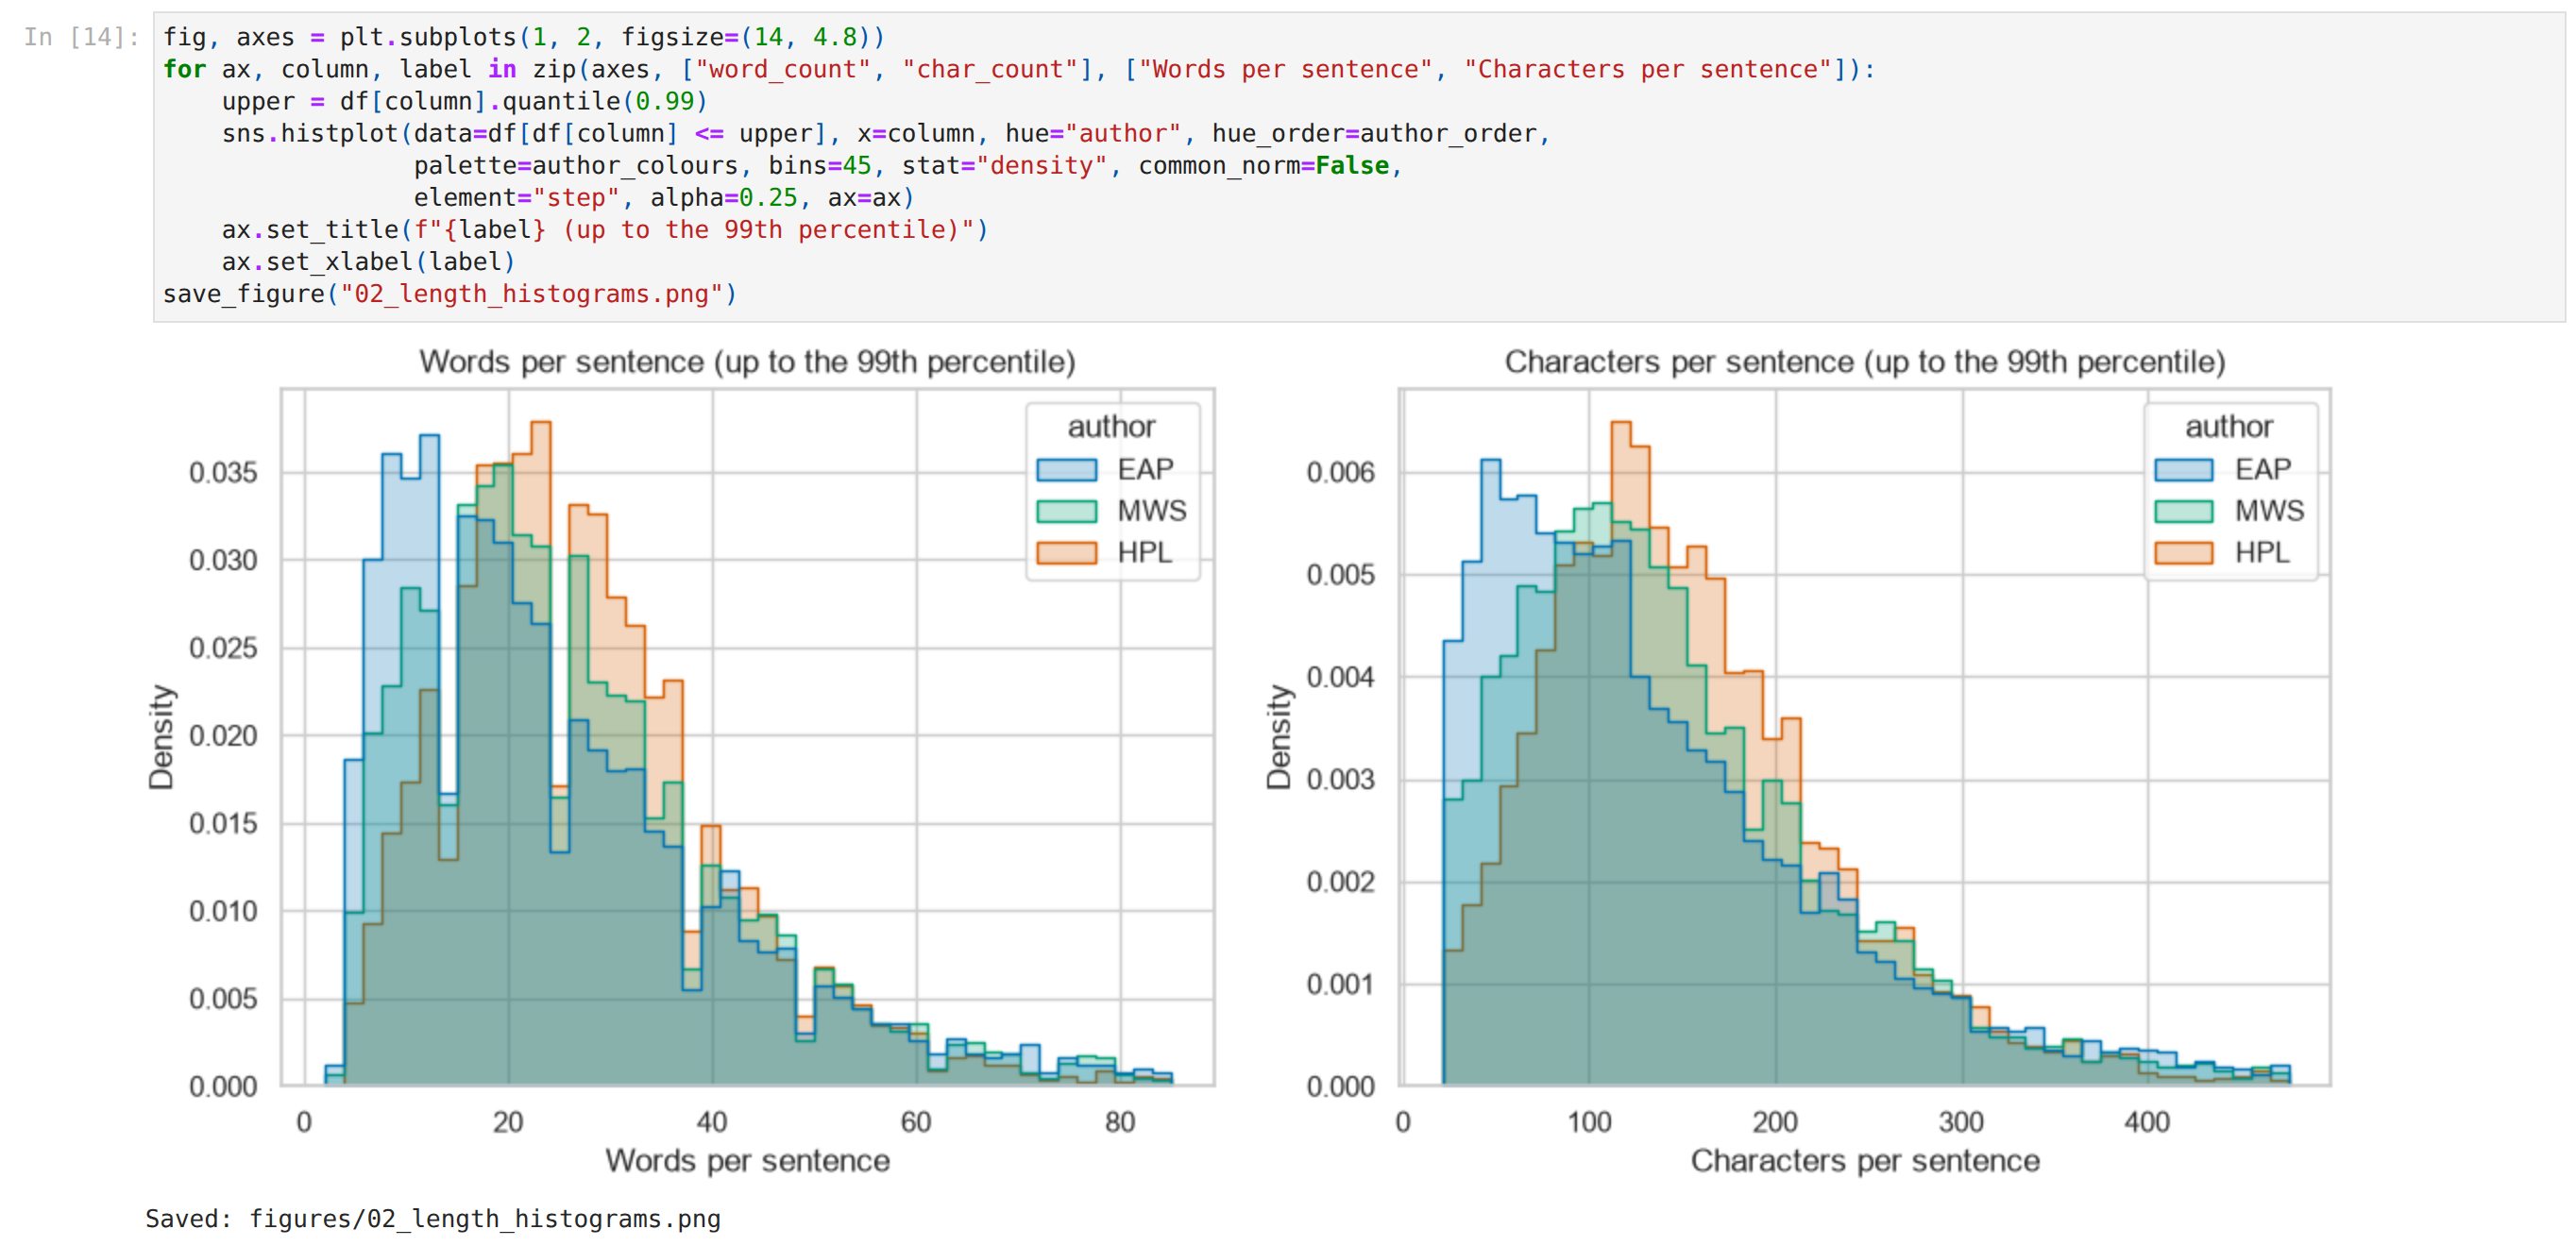 In [14]:
fig, axes = plt.subplots(1, 2, figsize=(14, 4.8))
for ax, column, label in zip(axes, ["word_count", "char_count"], ["Words per sentence", "Characters per sentence"]):
    upper = df[column].quantile(0.99)
    sns.histplot(data=df[df[column] <= upper], x=column, hue="author", hue_order=author_order,
                 palette=author_colours, bins=45, stat="density", common_norm=False,
                 element="step", alpha=0.25, ax=ax)
    ax.set_title(f"{label} (up to the 99th percentile)")
    ax.set_xlabel(label)
save_figure("02_length_histograms.png")
Words per sentence (up to the 99th percentile)
author
EAP
MWS
HPL
Density
0.035
0.030
0.025
0.020
0.015
0.010
0.005
0.000
0 20 40 60 80
Words per sentence
Characters per sentence (up to the 99th percentile)
author
EAP
MWS
HPL
Density
0.006
0.005
0.004
0.003
0.002
0.001
0.000
0 100 200 300 400
Characters per sentence
Saved: figures/02_length_histograms.png